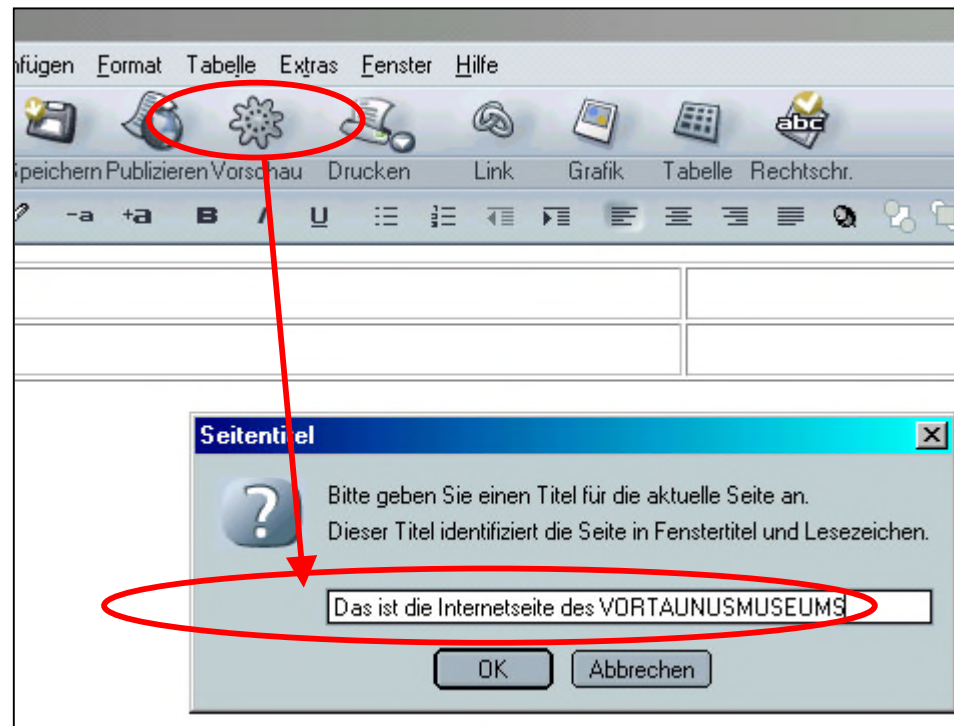 nfügen Format Tabelle Extras Fenster Hilfe
Speichern Publizieren Vorschau Drucken Link Grafik Tabelle Rechtschr.
-a +a B I U
Seitentitel
Bitte geben Sie einen Titel für die aktuelle Seite an.
Dieser Titel identifiziert die Seite in Fenstertitel und Lesezeichen.
Das ist die Internetseite des VORTAUNUSMUSEUMS
OK Abbrechen